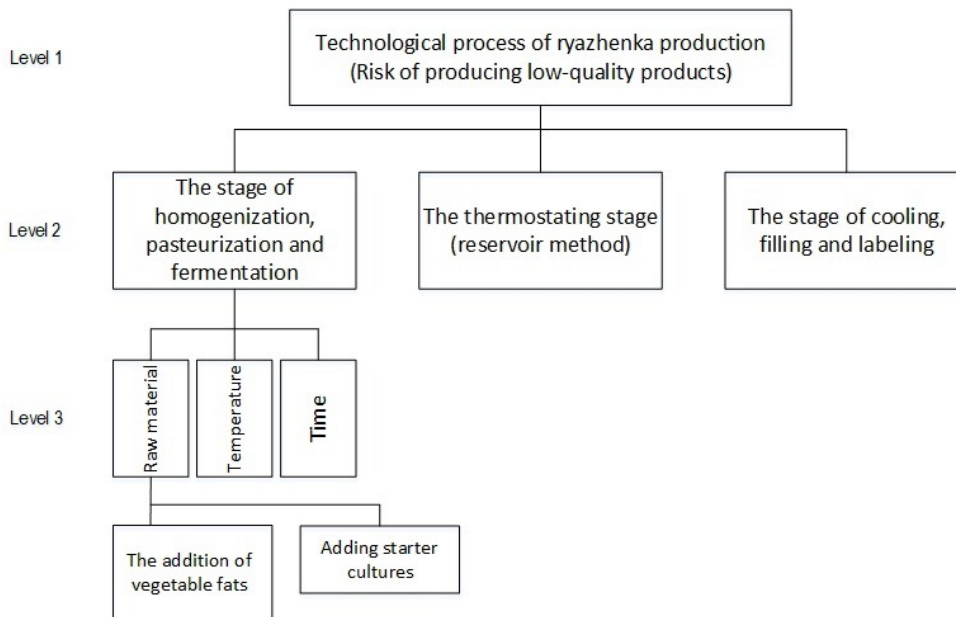 Level 1
Technological process of ryazhenka production
(Risk of producing low-quality products)
Level 2
The stage of
homogenization,
pasteurization and
fermentation
The thermostating stage
(reservoir method)
The stage of cooling,
filling and labeling
Level 3
Raw material
Temperature
Time
The addition of
vegetable fats
Adding starter
cultures